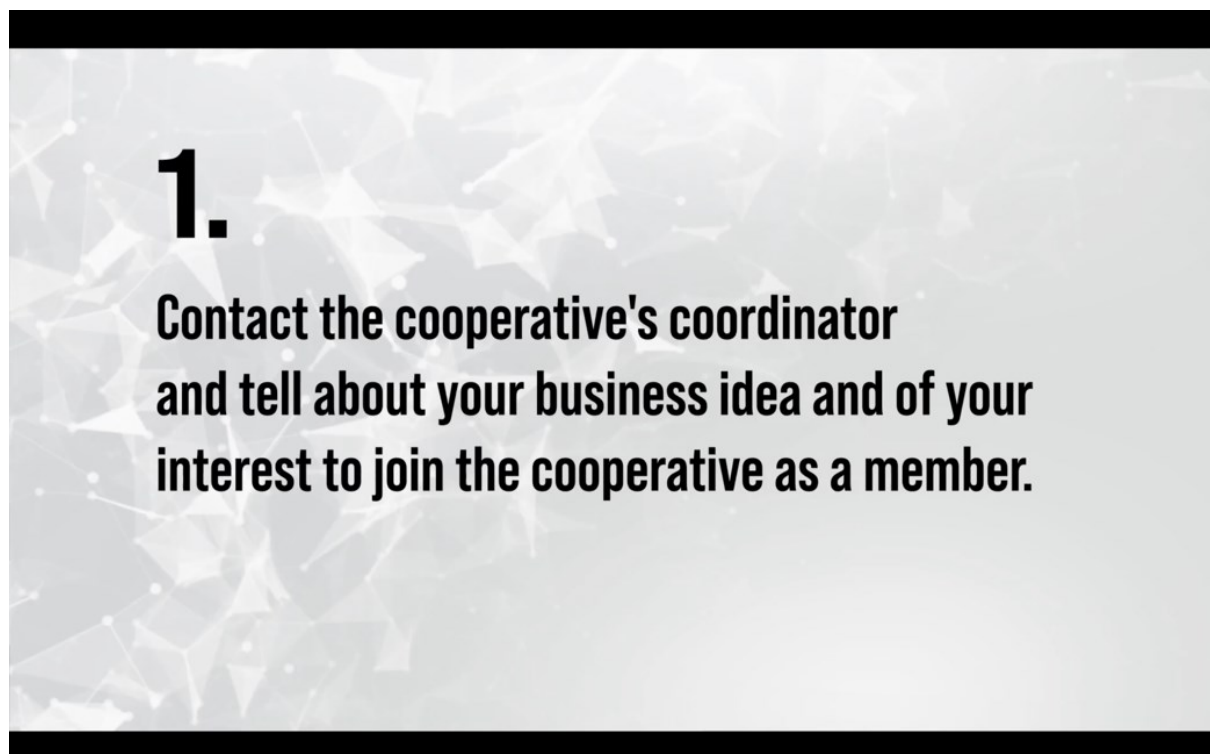 1.
Contact the cooperative's coordinator
and tell about your business idea and of your
interest to join the cooperative as a member.